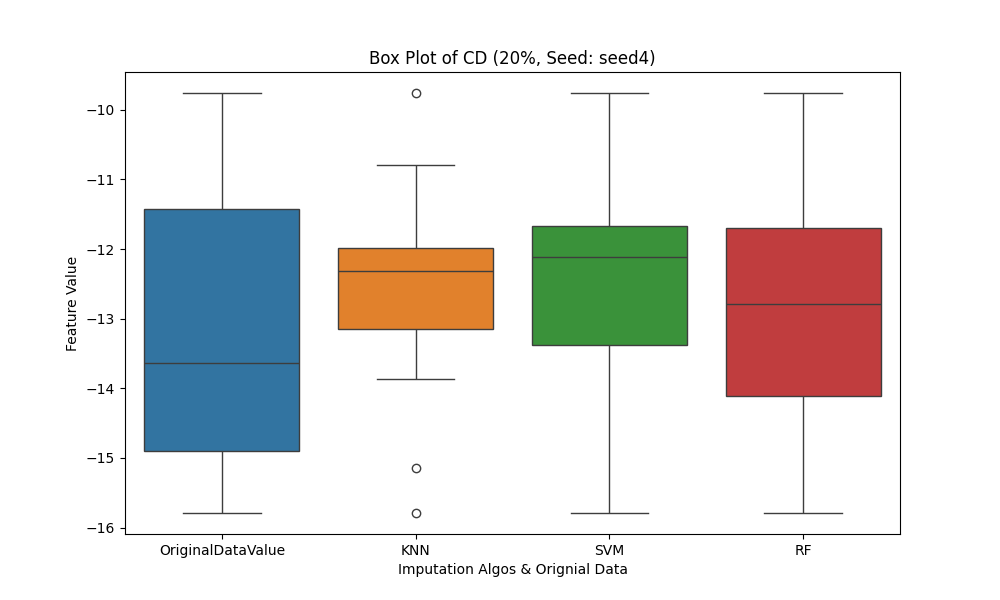 Box Plot of CD (20%, Seed: seed4)
Feature Value
−10
−11
−12
−13
−14
−15
−16
OriginalDataValue
KNN
SVM
RF
Imputation Algos & Orignial Data